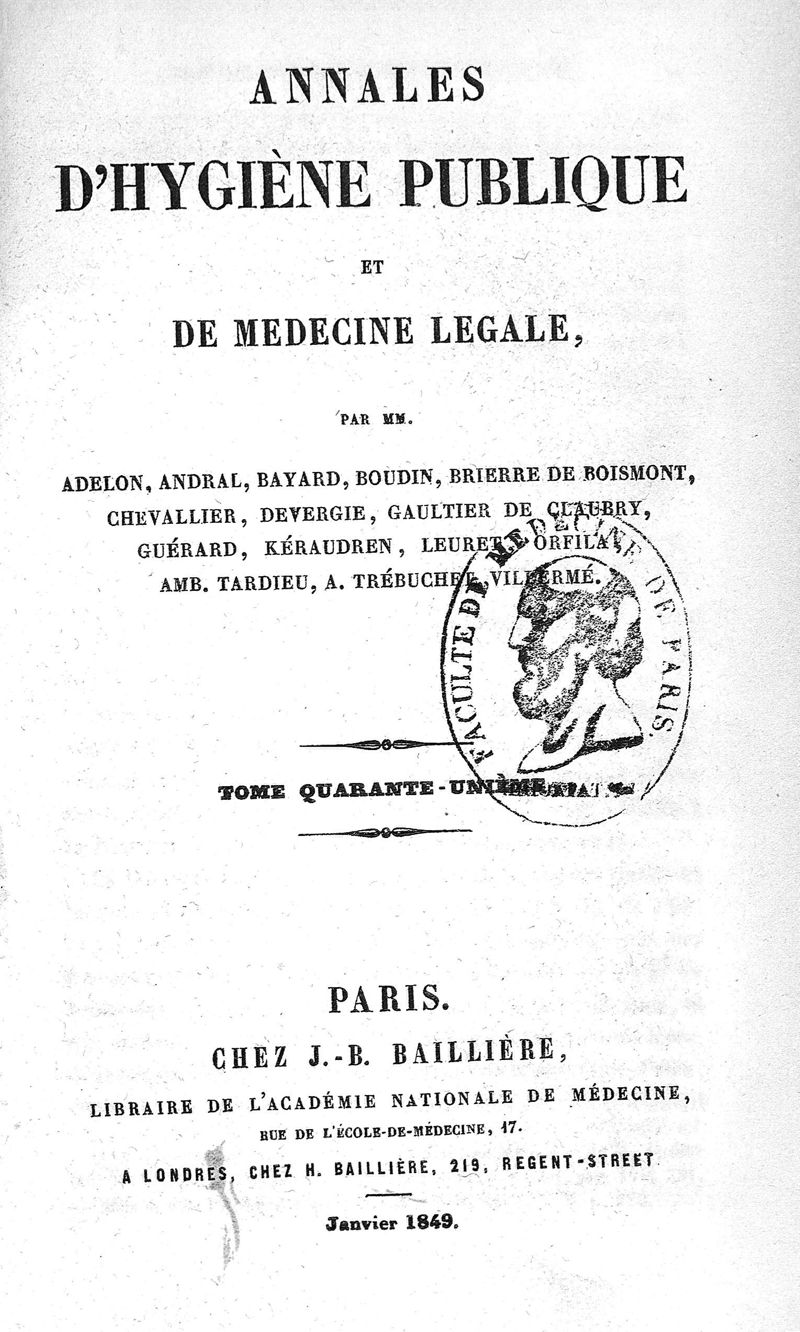 ANNALES
D'HYGIÈNE PUBLIQUE
ET
DE MEDECINE LEGALE,
PAR MM.
ADELON, ANDRAL, BAYARD, BOUDIN, BRIERRE DE BOISMONT,
CHEVALLIER, DEVERGIE, GAULTIER DE CLAUBRY,
GUÉRARD, KÉRAUDREN, LEURET, ORFILA,
AMB. TARDIEU, A. TRÉBUCHET, VILLERMÉ.
FACULTE DE MEDECINE DE PARIS.
TOME QUARANTE-UNIÈME
PARIS.
CHEZ J.-B. BAILLIÈRE,
LIBRAIRE DE L'ACADÉMIE NATIONALE DE MÉDECINE,
RUE DE L'ÉCOLE-DE-MÉDECINE, 17.
A LONDRES, CHEZ H. BAILLIÈRE, 219, REGENT-STREET
Janvier 1849.